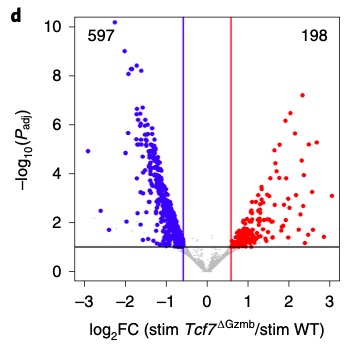 d
597
198
10
8
6
4
2
0
–log₁₀(Padj)
–3 –2 –1 0 1 2 3
log₂FC (stim Tcf7ΔGzmb/stim WT)